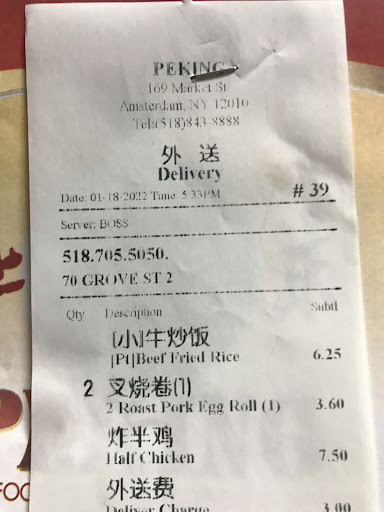 PEKING
169 Market St
Amsterdam, NY 12010
Tel:(518)843-8888
外 送
Delivery
Date: 01-18-2022 Time 5:33PM # 39
Server: BOSS
518.705.5050.
70 GROVE ST 2
Qty Description Subtl
[小]牛炒饭
[Pt]Beef Fried Rice 6.25
2 叉烧卷(1)
2 Roast Pork Egg Roll (1) 3.60
炸半鸡
Half Chicken 7.50
外送费
Deliver Charge 3.00